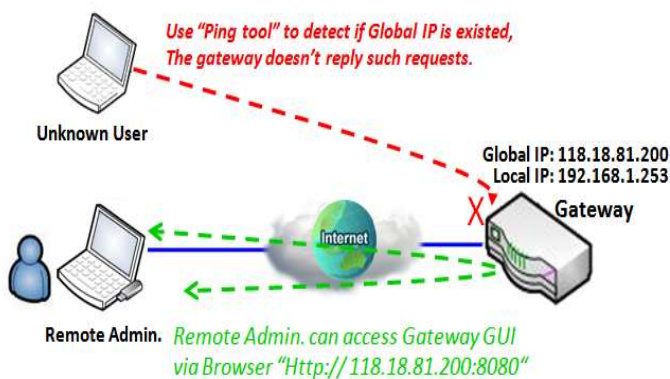 Use “Ping tool” to detect if Global IP is existed,
The gateway doesn’t reply such requests.
Unknown User
Global IP: 118.18.81.200
Local IP: 192.168.1.253
X
Gateway
Internet
Remote Admin.
Remote Admin. can access Gateway GUI
via Browser “Http:// 118.18.81.200:8080“